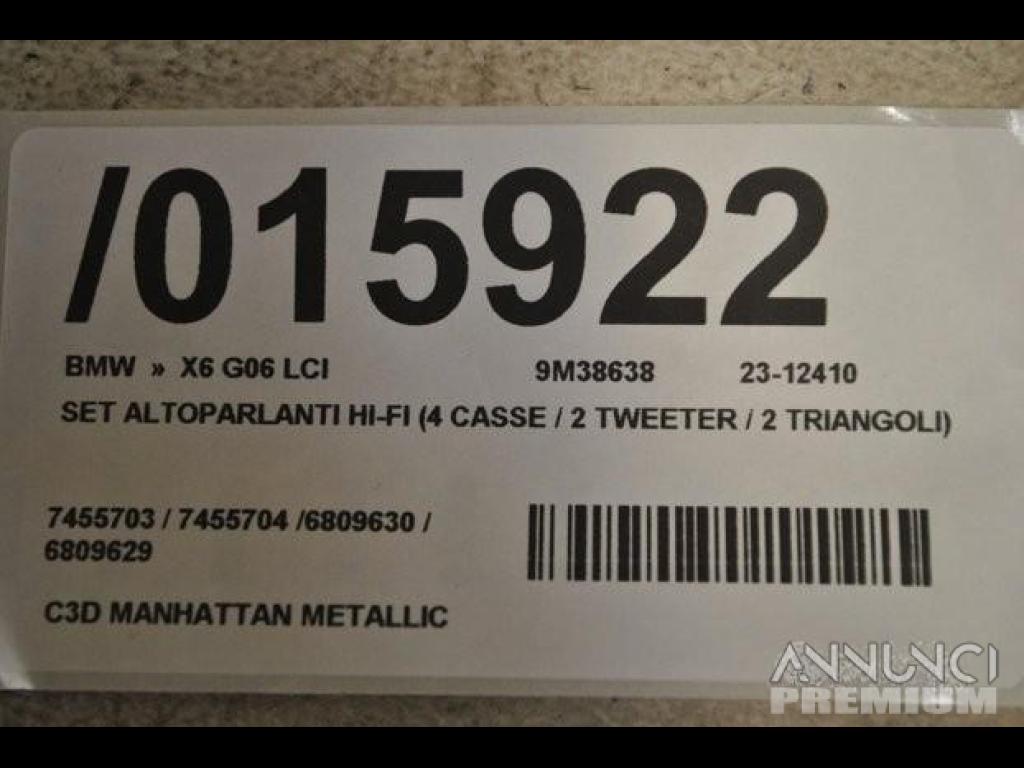 /015922
BMW » X6 G06 LCI 9M38638 23-12410
SET ALTOPARLANTI HI-FI (4 CASSE / 2 TWEETER / 2 TRIANGOLI)
7455703 / 7455704 /6809630 /
6809629
C3D MANHATTAN METALLIC
ANNUNCI
PREMIUM